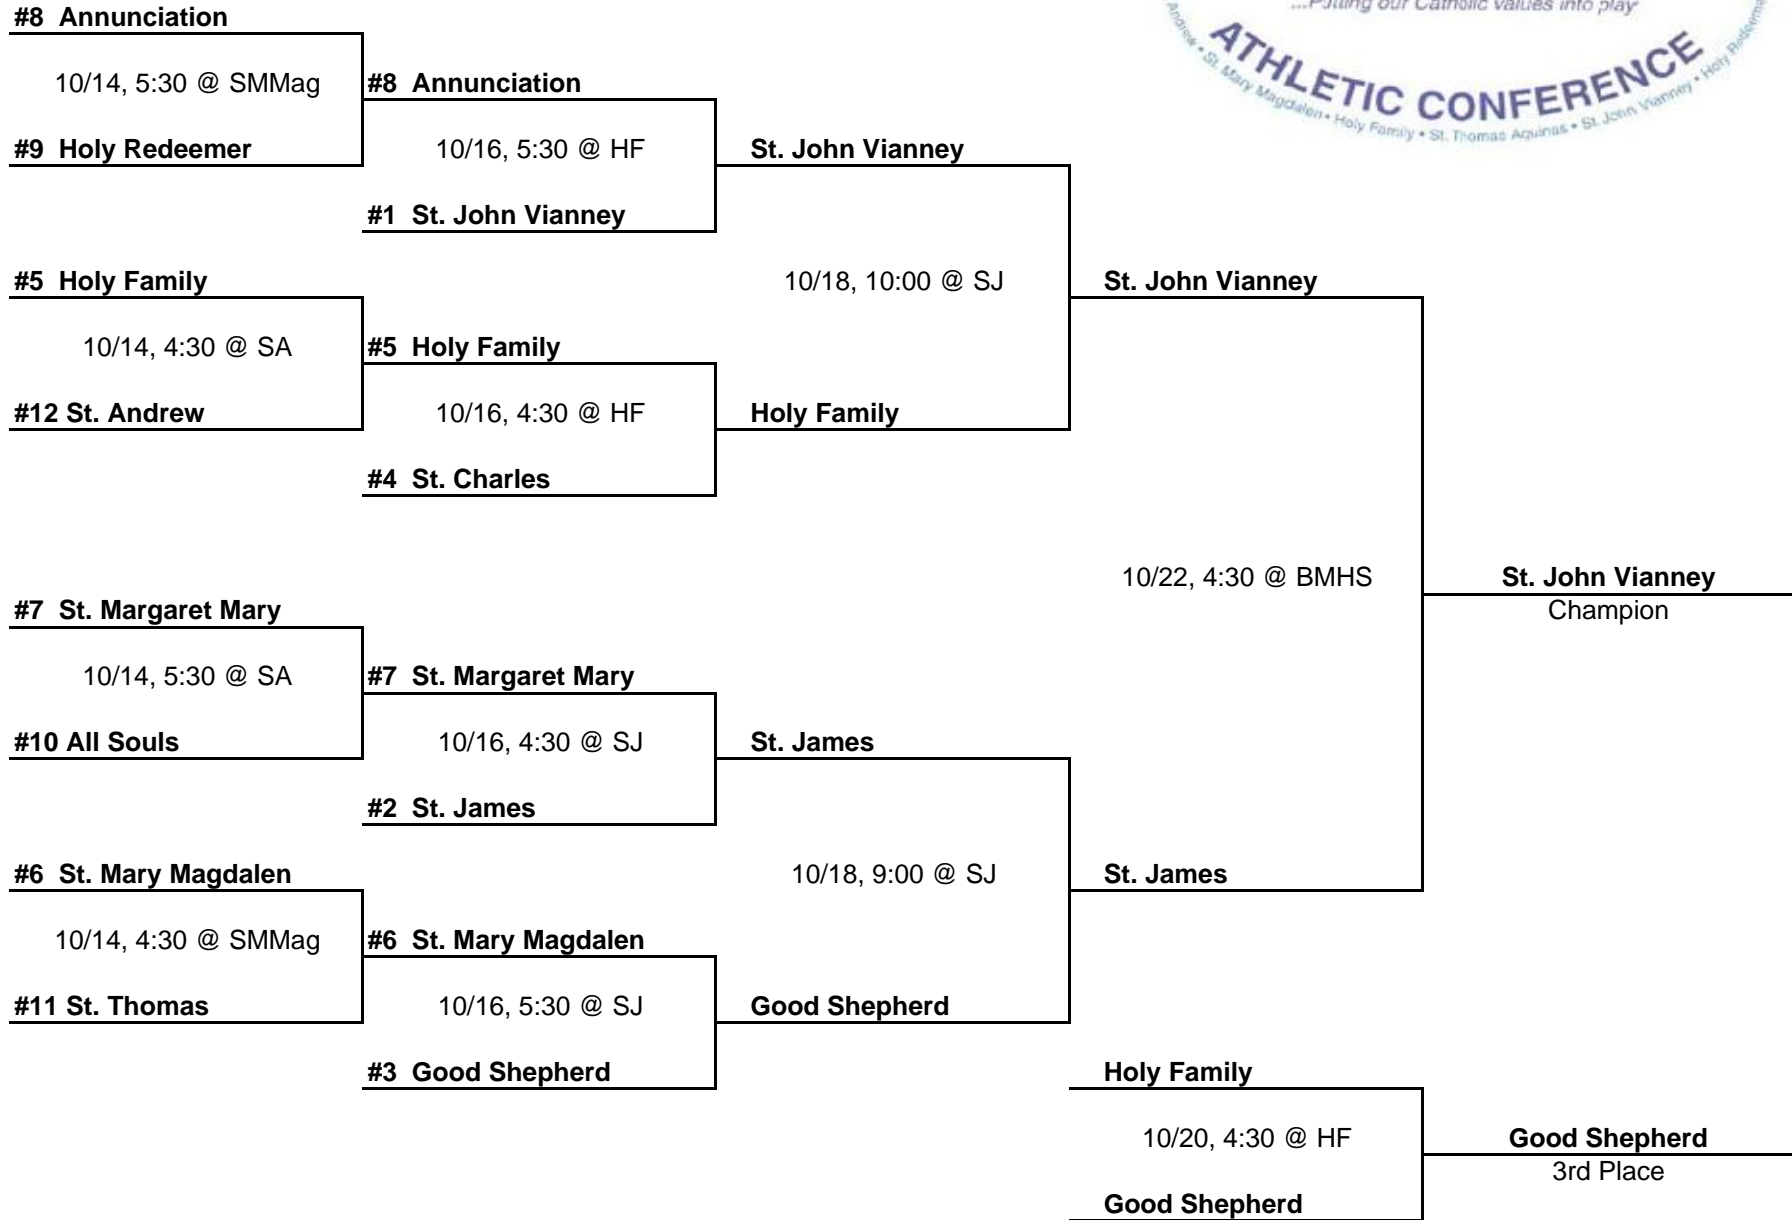 #8 Annunciation
10/14, 5:30 @ SMMag
#9 Holy Redeemer
#8 Annunciation
10/16, 5:30 @ HF
#1 St. John Vianney
St. John Vianney
#5 Holy Family
10/14, 4:30 @ SA
#12 St. Andrew
#5 Holy Family
10/16, 4:30 @ HF
#4 St. Charles
Holy Family
10/18, 10:00 @ SJ
St. John Vianney
#7 St. Margaret Mary
10/14, 5:30 @ SA
#10 All Souls
#7 St. Margaret Mary
10/16, 4:30 @ SJ
#2 St. James
St. James
#6 St. Mary Magdalen
10/14, 4:30 @ SMMag
#11 St. Thomas
#6 St. Mary Magdalen
10/16, 5:30 @ SJ
#3 Good Shepherd
Good Shepherd
10/18, 9:00 @ SJ
St. James
10/22, 4:30 @ BMHS
St. John Vianney
Champion
Holy Family
10/20, 4:30 @ HF
Good Shepherd
Good Shepherd
3rd Place
...Putting our Catholic values into play
ATHLETIC CONFERENCE
Andrew • St. Mary Magdalen • Holy Family • St. Thomas Aquinas • St. John Vianney • Holy Redeemer